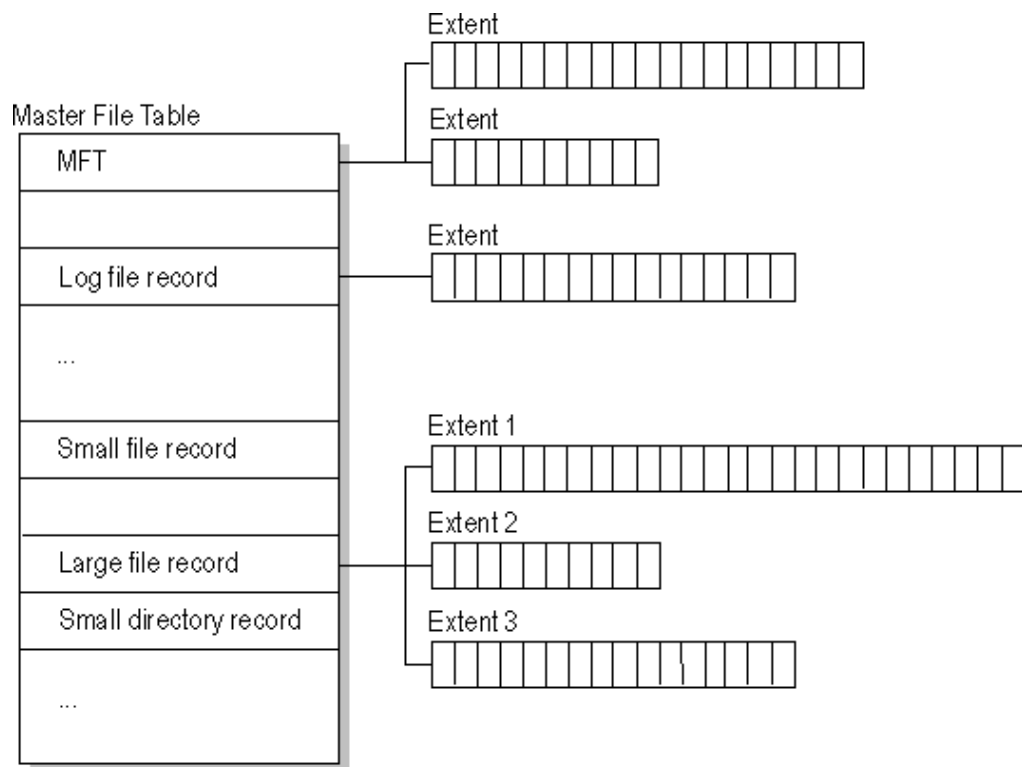 Extent
Master File Table
Extent
MFT
Extent
Log file record
...
Extent 1
Small file record
Extent 2
Large file record
Small directory record
Extent 3
...